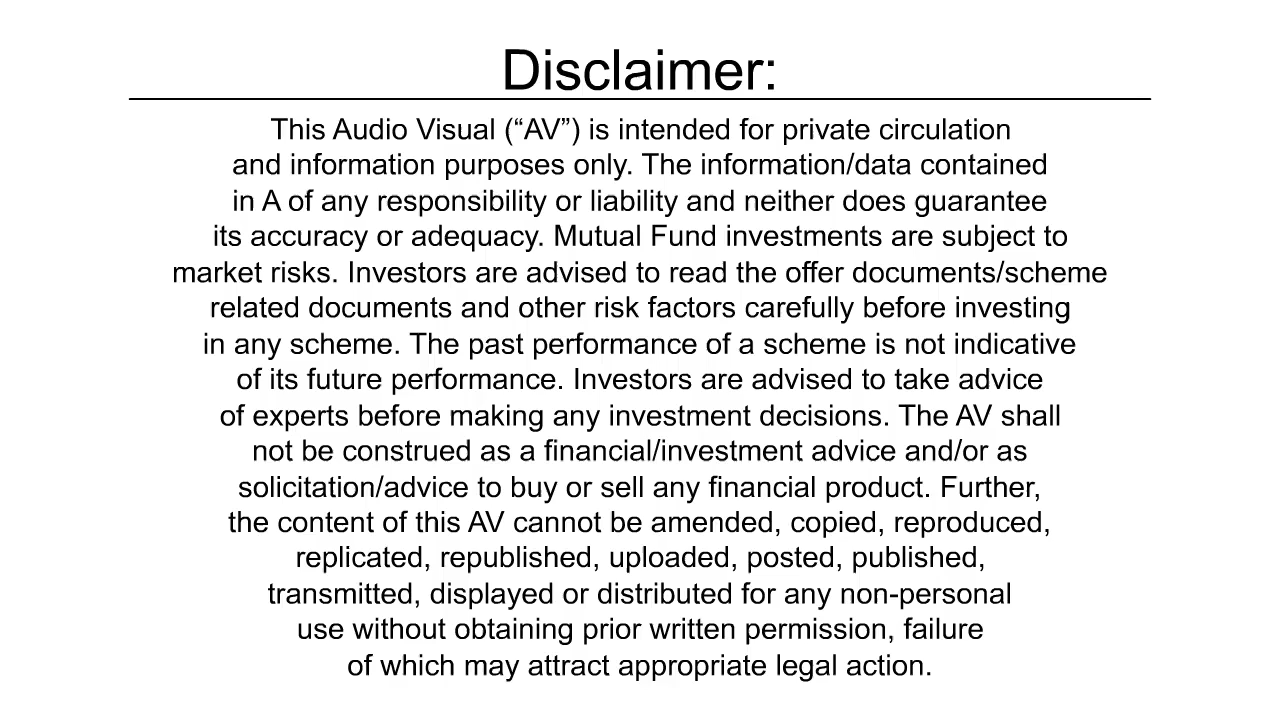 Disclaimer:
This Audio Visual (“AV”) is intended for private circulation
and information purposes only. The information/data contained
in A of any responsibility or liability and neither does guarantee
its accuracy or adequacy. Mutual Fund investments are subject to
market risks. Investors are advised to read the offer documents/scheme
related documents and other risk factors carefully before investing
in any scheme. The past performance of a scheme is not indicative
of its future performance. Investors are advised to take advice
of experts before making any investment decisions. The AV shall
not be construed as a financial/investment advice and/or as
solicitation/advice to buy or sell any financial product. Further,
the content of this AV cannot be amended, copied, reproduced,
replicated, republished, uploaded, posted, published,
transmitted, displayed or distributed for any non-personal
use without obtaining prior written permission, failure
of which may attract appropriate legal action.